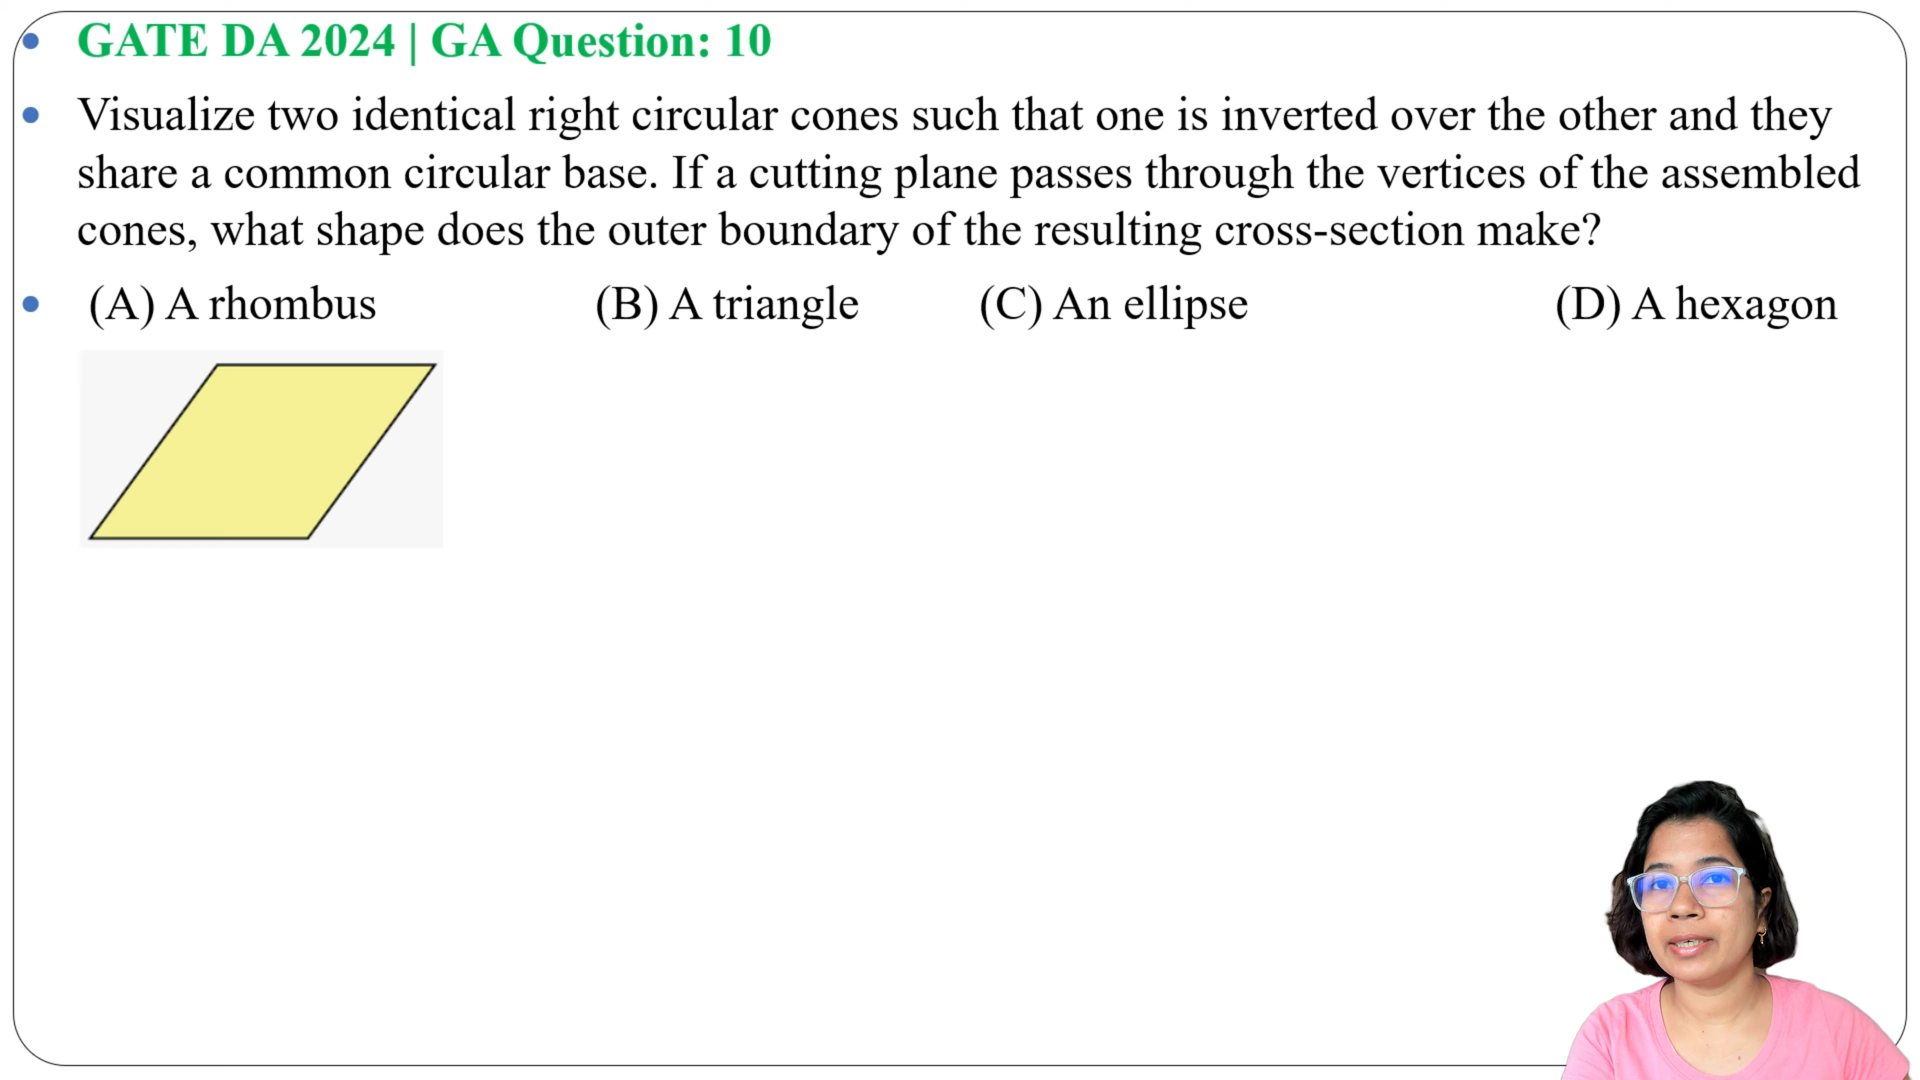 GATE DA 2024 | GA Question: 10
Visualize two identical right circular cones such that one is inverted over the other and they
share a common circular base. If a cutting plane passes through the vertices of the assembled
cones, what shape does the outer boundary of the resulting cross-section make?
(A) A rhombus (B) A triangle (C) An ellipse (D) A hexagon